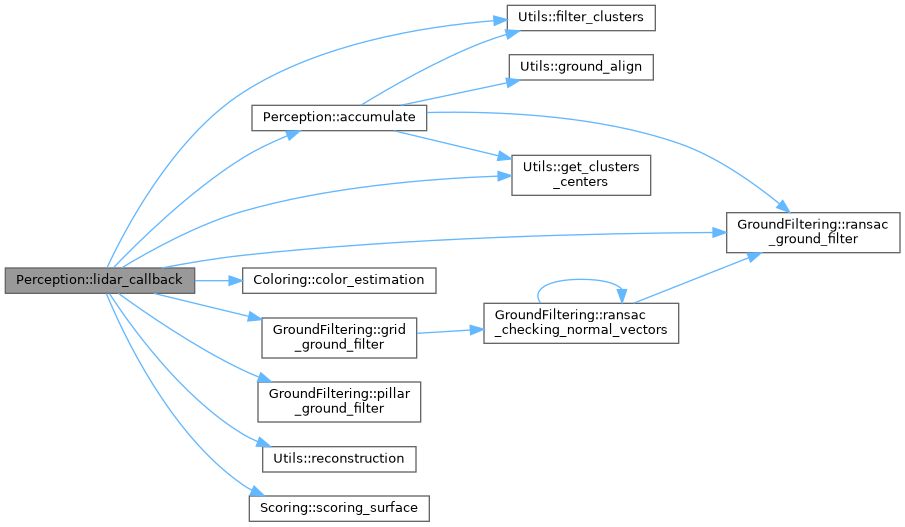 Utils::filter_clusters
Utils::ground_align
Perception::accumulate
Utils::get_clusters
_centers
GroundFiltering::ransac
_ground_filter
Perception::lidar_callback
Coloring::color_estimation
GroundFiltering::ransac
_checking_normal_vectors
GroundFiltering::grid
_ground_filter
GroundFiltering::pillar
_ground_filter
Utils::reconstruction
Scoring::scoring_surface